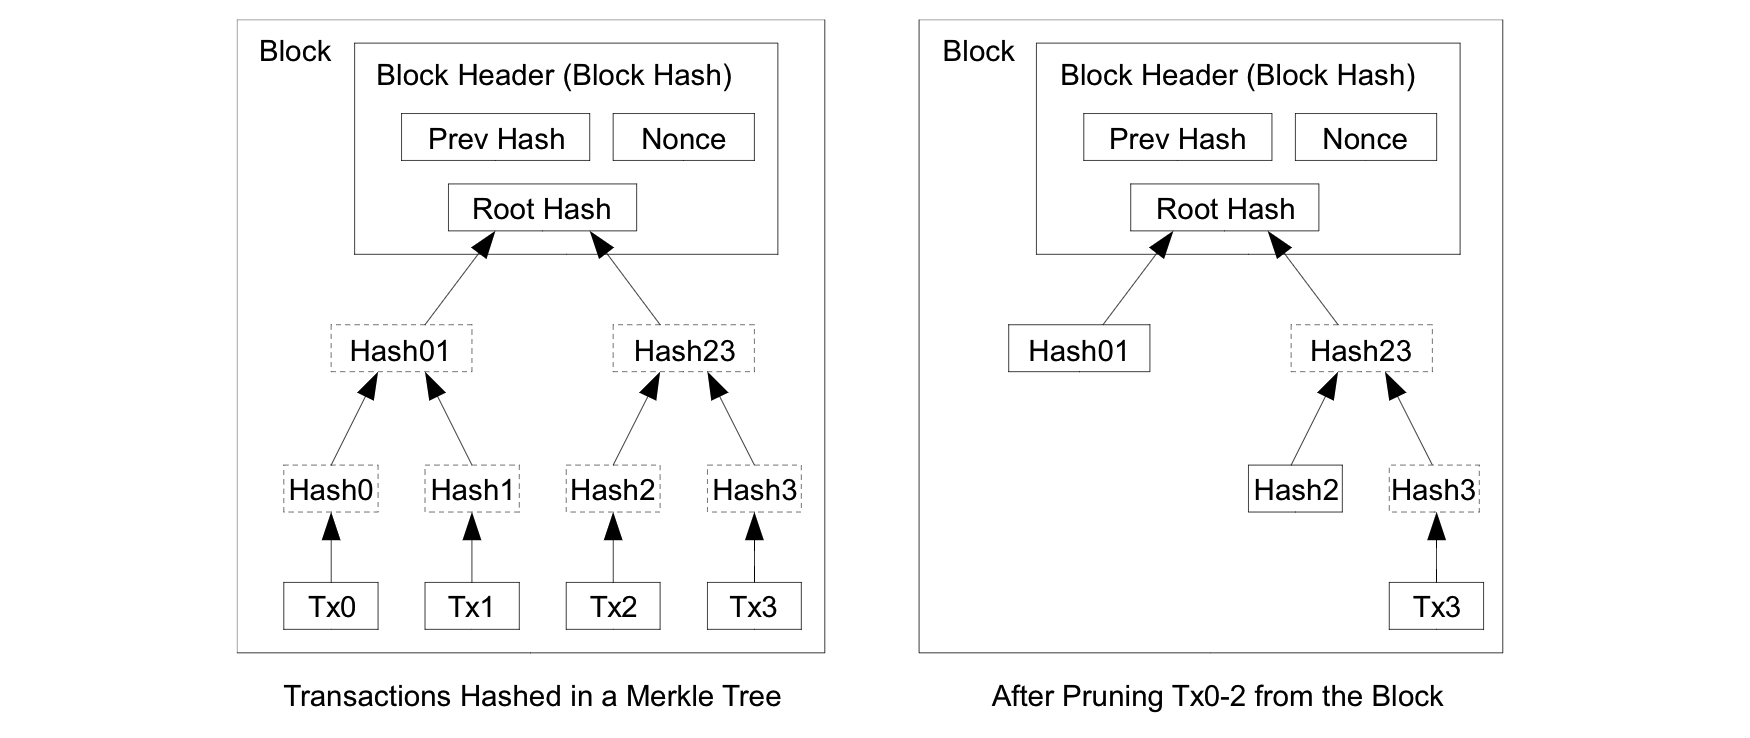 Block
Block Header (Block Hash)
Prev Hash
Nonce
Root Hash
Hash01
Hash23
Hash0
Hash1
Hash2
Hash3
Tx0
Tx1
Tx2
Tx3
Transactions Hashed in a Merkle Tree
Block
Block Header (Block Hash)
Prev Hash
Nonce
Root Hash
Hash01
Hash23
Hash2
Hash3
Tx3
After Pruning Tx0-2 from the Block